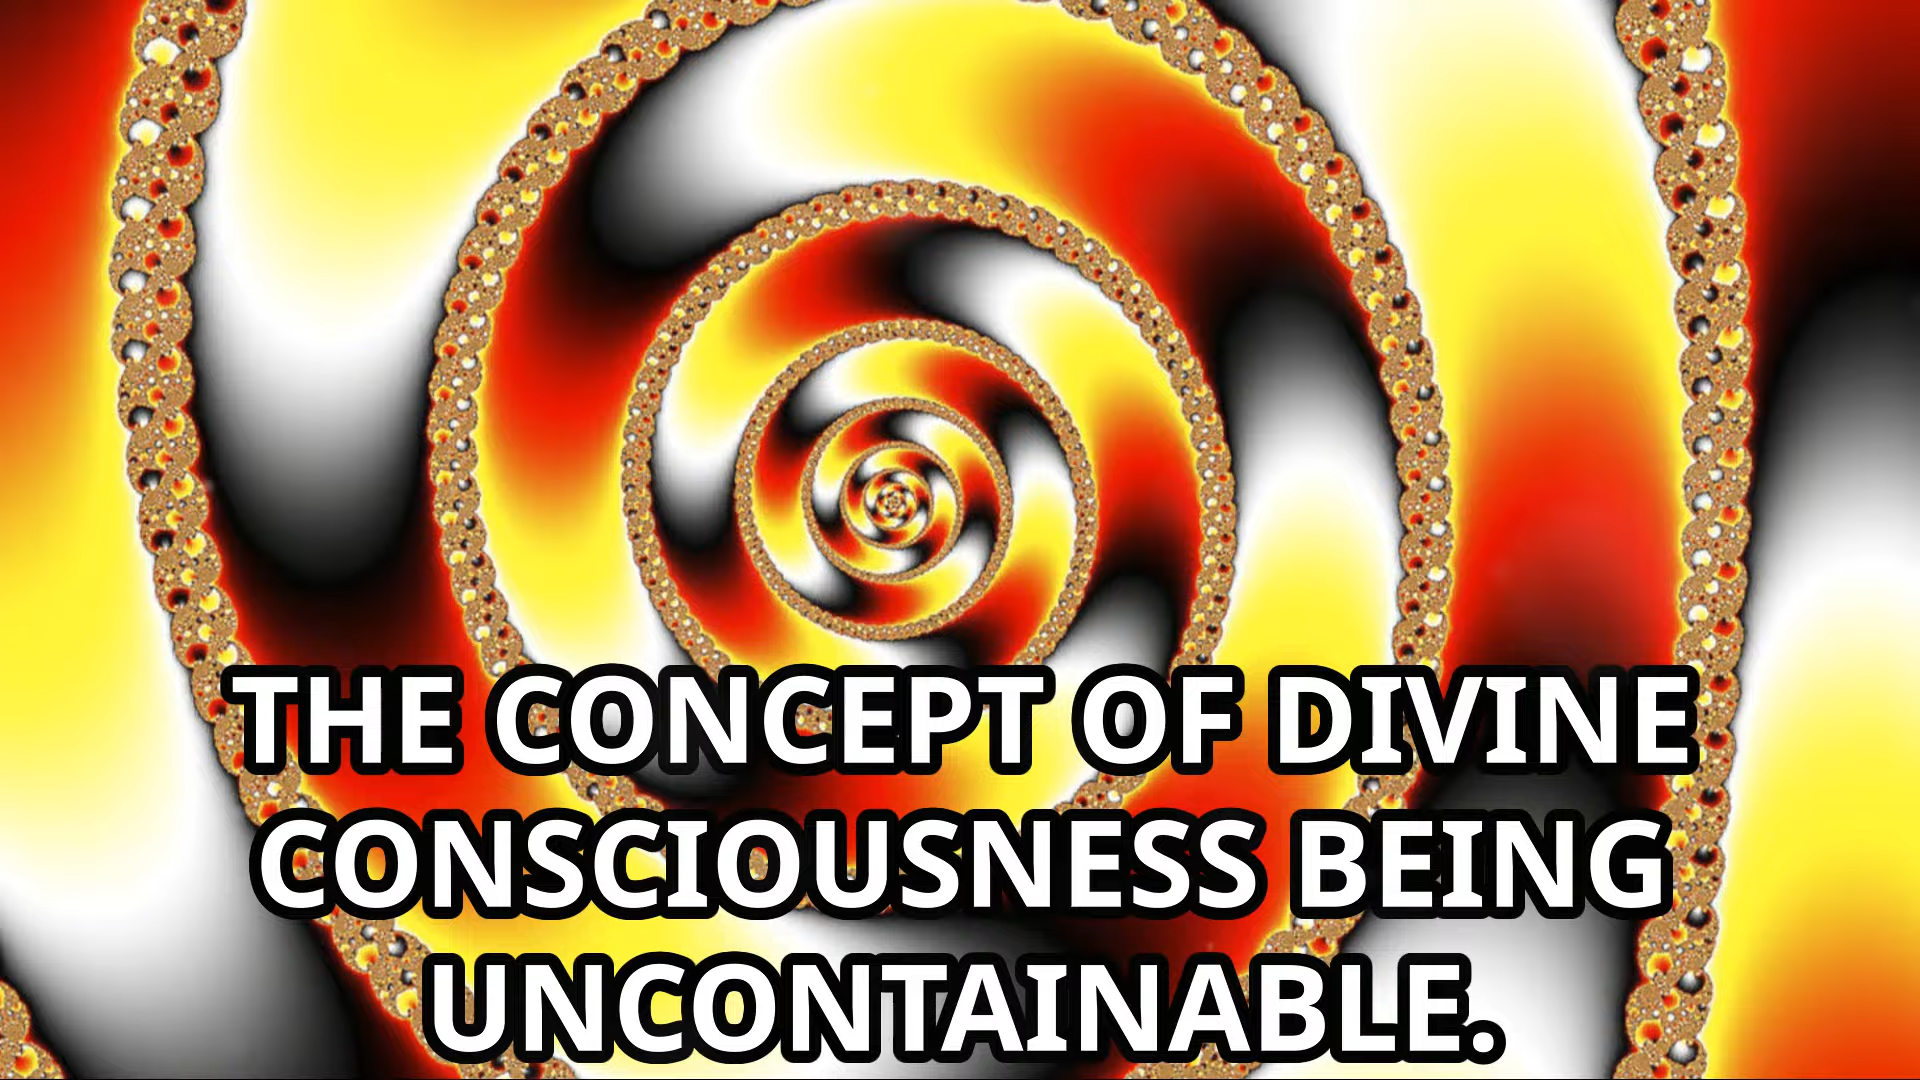 THE CONCEPT OF DIVINE
CONSCIOUSNESS BEING
UNCONTAINABLE.